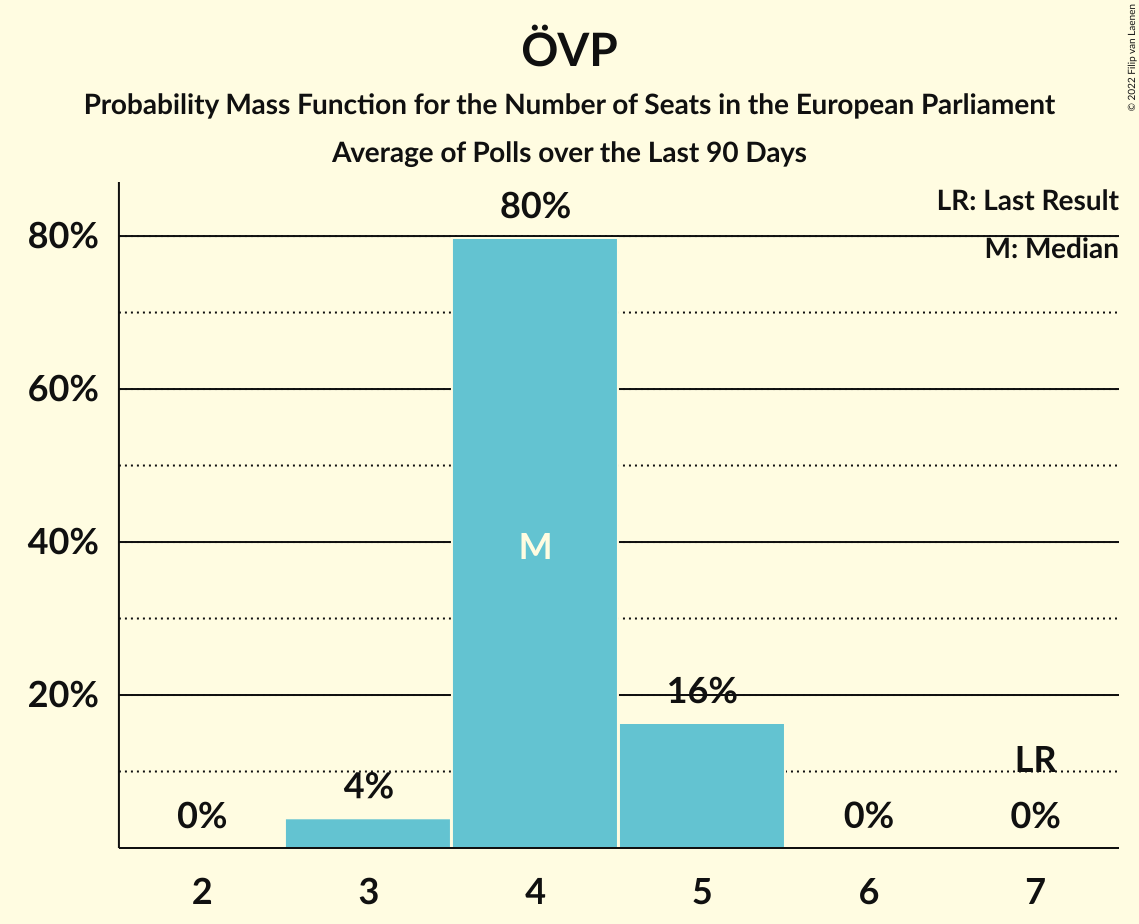 ÖVP
Probability Mass Function for the Number of Seats in the European Parliament
Average of Polls over the Last 90 Days
© 2022 Filip van Laenen
LR: Last Result
M: Median
80%
80%
60%
40%
M
20%
16%
4%
LR
0%
0%
0%
2
3
4
5
6
7